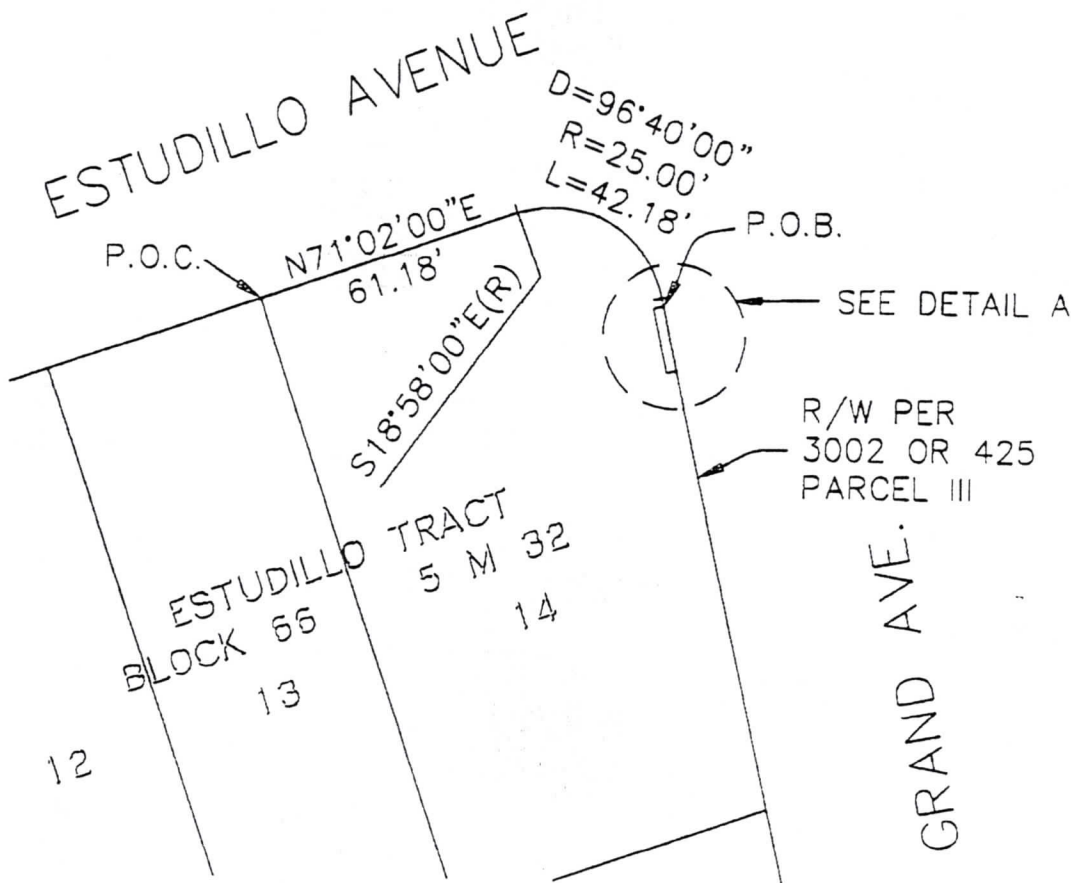 ESTUDILLO AVENUE
D=96°40'00"
R=25.00'
L=42.18'
P.O.C.
N71°02'00"E
61.18'
P.O.B.
SEE DETAIL A
S18°58'00"E(R)
R/W PER
3002 OR 425
PARCEL III
ESTUDILLO TRACT
BLOCK 66
5 M 32
14
13
12
GRAND AVE.